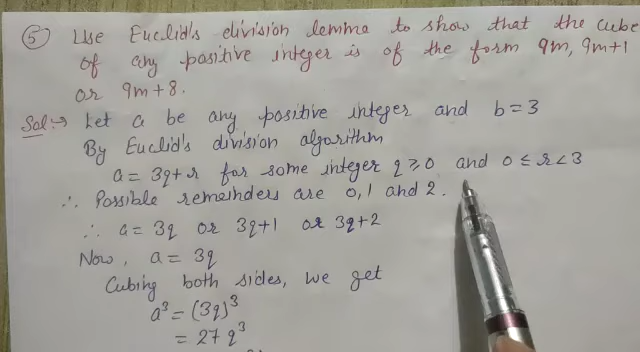 ⑤ Use Euclid's division lemma to show that the cube
of any positive integer is of the form 9m, 9m+1
or 9m+8.
Sol:→ Let a be any positive integer and b=3
By Euclid's division algorithm
a = 3q+r for some integer q≥0 and 0≤r<3
∴ Possible remeinders are 0,1 and 2.
∴ a = 3q or 3q+1 or 3q+2
Now, a = 3q
Cubing both sides, we get
a³ = (3q)³
= 27 q³